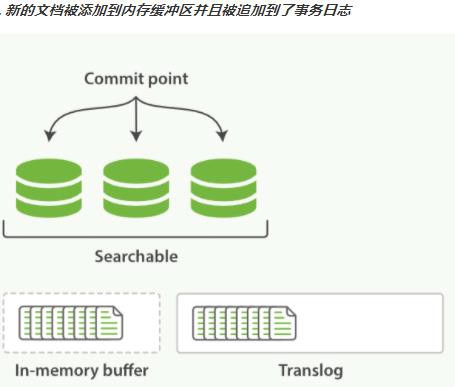 . 新的文档被添加到内存缓冲区并且被追加到了事务日志
Commit point
Searchable
In-memory buffer
Translog